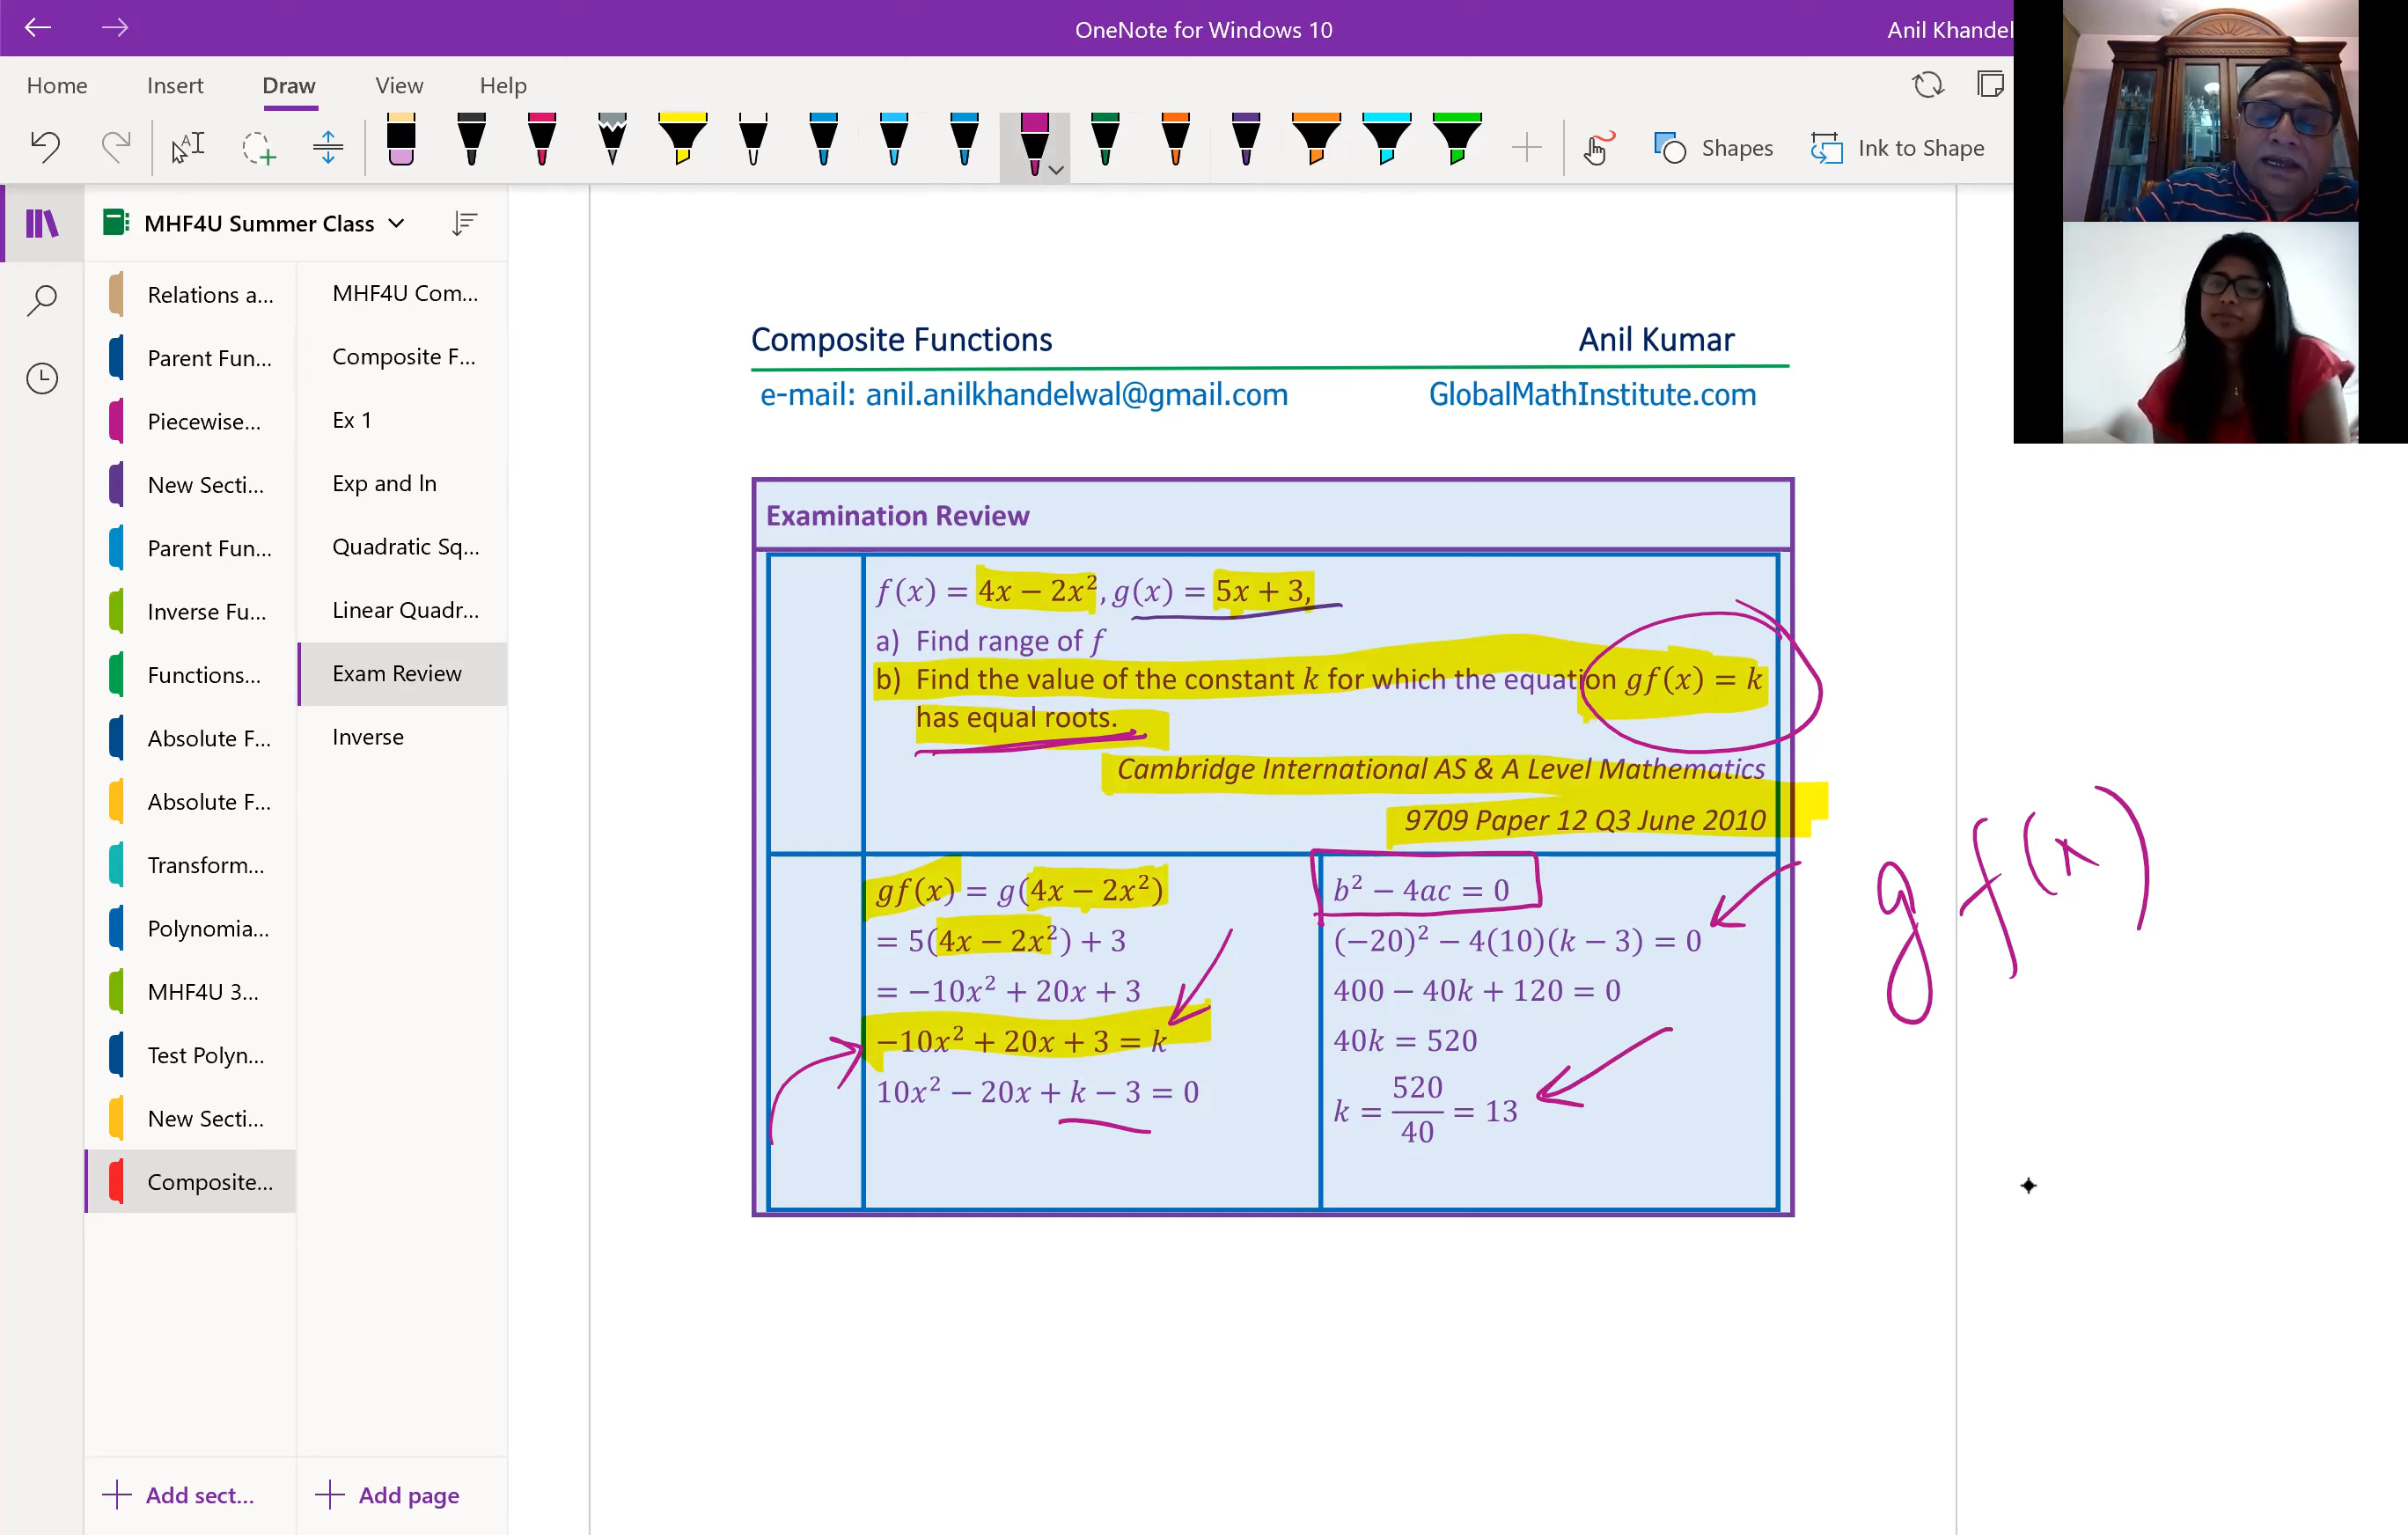 OneNote for Windows 10
Anil Khandel
Home Insert Draw View Help
Shapes Ink to Shape
MHF4U Summer Class
Relations a...
Parent Fun...
Piecewise...
New Secti...
Parent Fun...
Inverse Fu...
Functions...
Absolute F...
Absolute F...
Transform...
Polynomia...
MHF4U 3...
Test Polyn...
New Secti...
Composite...
Add sect...
MHF4U Com...
Composite F...
Ex 1
Exp and ln
Quadratic Sq...
Linear Quadr...
Exam Review
Inverse
Add page
Composite Functions Anil Kumar
e-mail: anil.anilkhandelwal@gmail.com GlobalMathInstitute.com
Examination Review
f(x) = 4x − 2x², g(x) = 5x + 3,
a) Find range of f
b) Find the value of the constant k for which the equation gf(x) = k
has equal roots.
Cambridge International AS & A Level Mathematics
9709 Paper 12 Q3 June 2010
gf(x) = g(4x − 2x²)
= 5(4x − 2x²) + 3
= −10x² + 20x + 3
−10x² + 20x + 3 = k
10x² − 20x + k − 3 = 0
b² − 4ac = 0
(−20)² − 4(10)(k − 3) = 0
400 − 40k + 120 = 0
40k = 520
k = 520/40 = 13
g f(x)